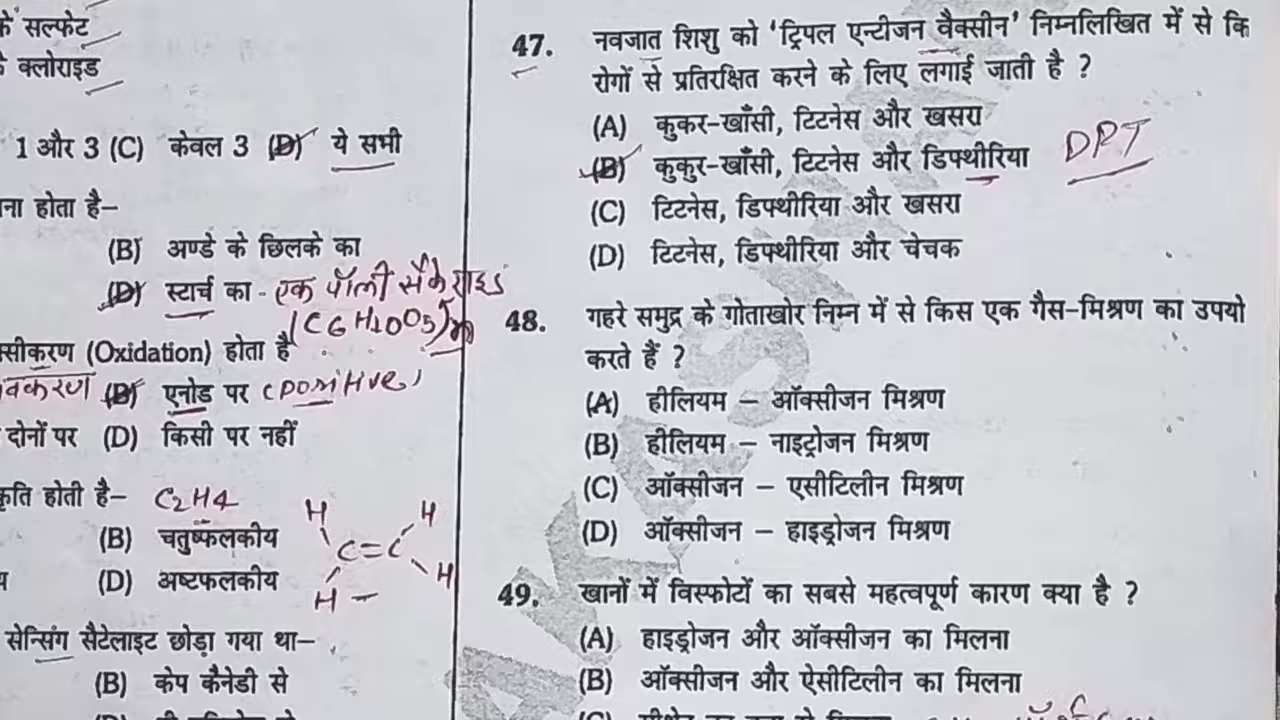 के सल्फेट
के क्लोराइड
1 और 3 (C) केवल 3 (D) ये सभी
ना होता है–
(B) अण्डे के छिलके का
(D) स्टार्च का - एक पॉली सैकेराइड
(C6H10O5)n
सीकरण (Oxidation) होता है
(B) एनोड पर (positive)
दोनों पर (D) किसी पर नहीं
कृति होती है– C2H4
(B) चतुष्फलकीय
(D) अष्टफलकीय
H H
C=C
H H
सेन्सिंग सैटेलाइट छोड़ा गया था–
(B) केप कैनेडी से
47. नवजात शिशु को 'ट्रिपल एन्टीजन वैक्सीन' निम्नलिखित में से कि
रोगों से प्रतिरक्षित करने के लिए लगाई जाती है ?
(A) कुकर-खाँसी, टिटनेस और खसरा
(B) कुकुर-खाँसी, टिटनेस और डिफ्थीरिया DPT
(C) टिटनेस, डिफ्थीरिया और खसरा
(D) टिटनेस, डिफ्थीरिया और चेचक
48. गहरे समुद्र के गोताखोर निम्न में से किस एक गैस-मिश्रण का उपयो
करते हैं ?
(A) हीलियम – ऑक्सीजन मिश्रण
(B) हीलियम – नाइट्रोजन मिश्रण
(C) ऑक्सीजन – एसीटिलीन मिश्रण
(D) ऑक्सीजन – हाइड्रोजन मिश्रण
49. खानों में विस्फोटों का सबसे महत्वपूर्ण कारण क्या है ?
(A) हाइड्रोजन और ऑक्सीजन का मिलना
(B) ऑक्सीजन और ऐसीटिलीन का मिलना